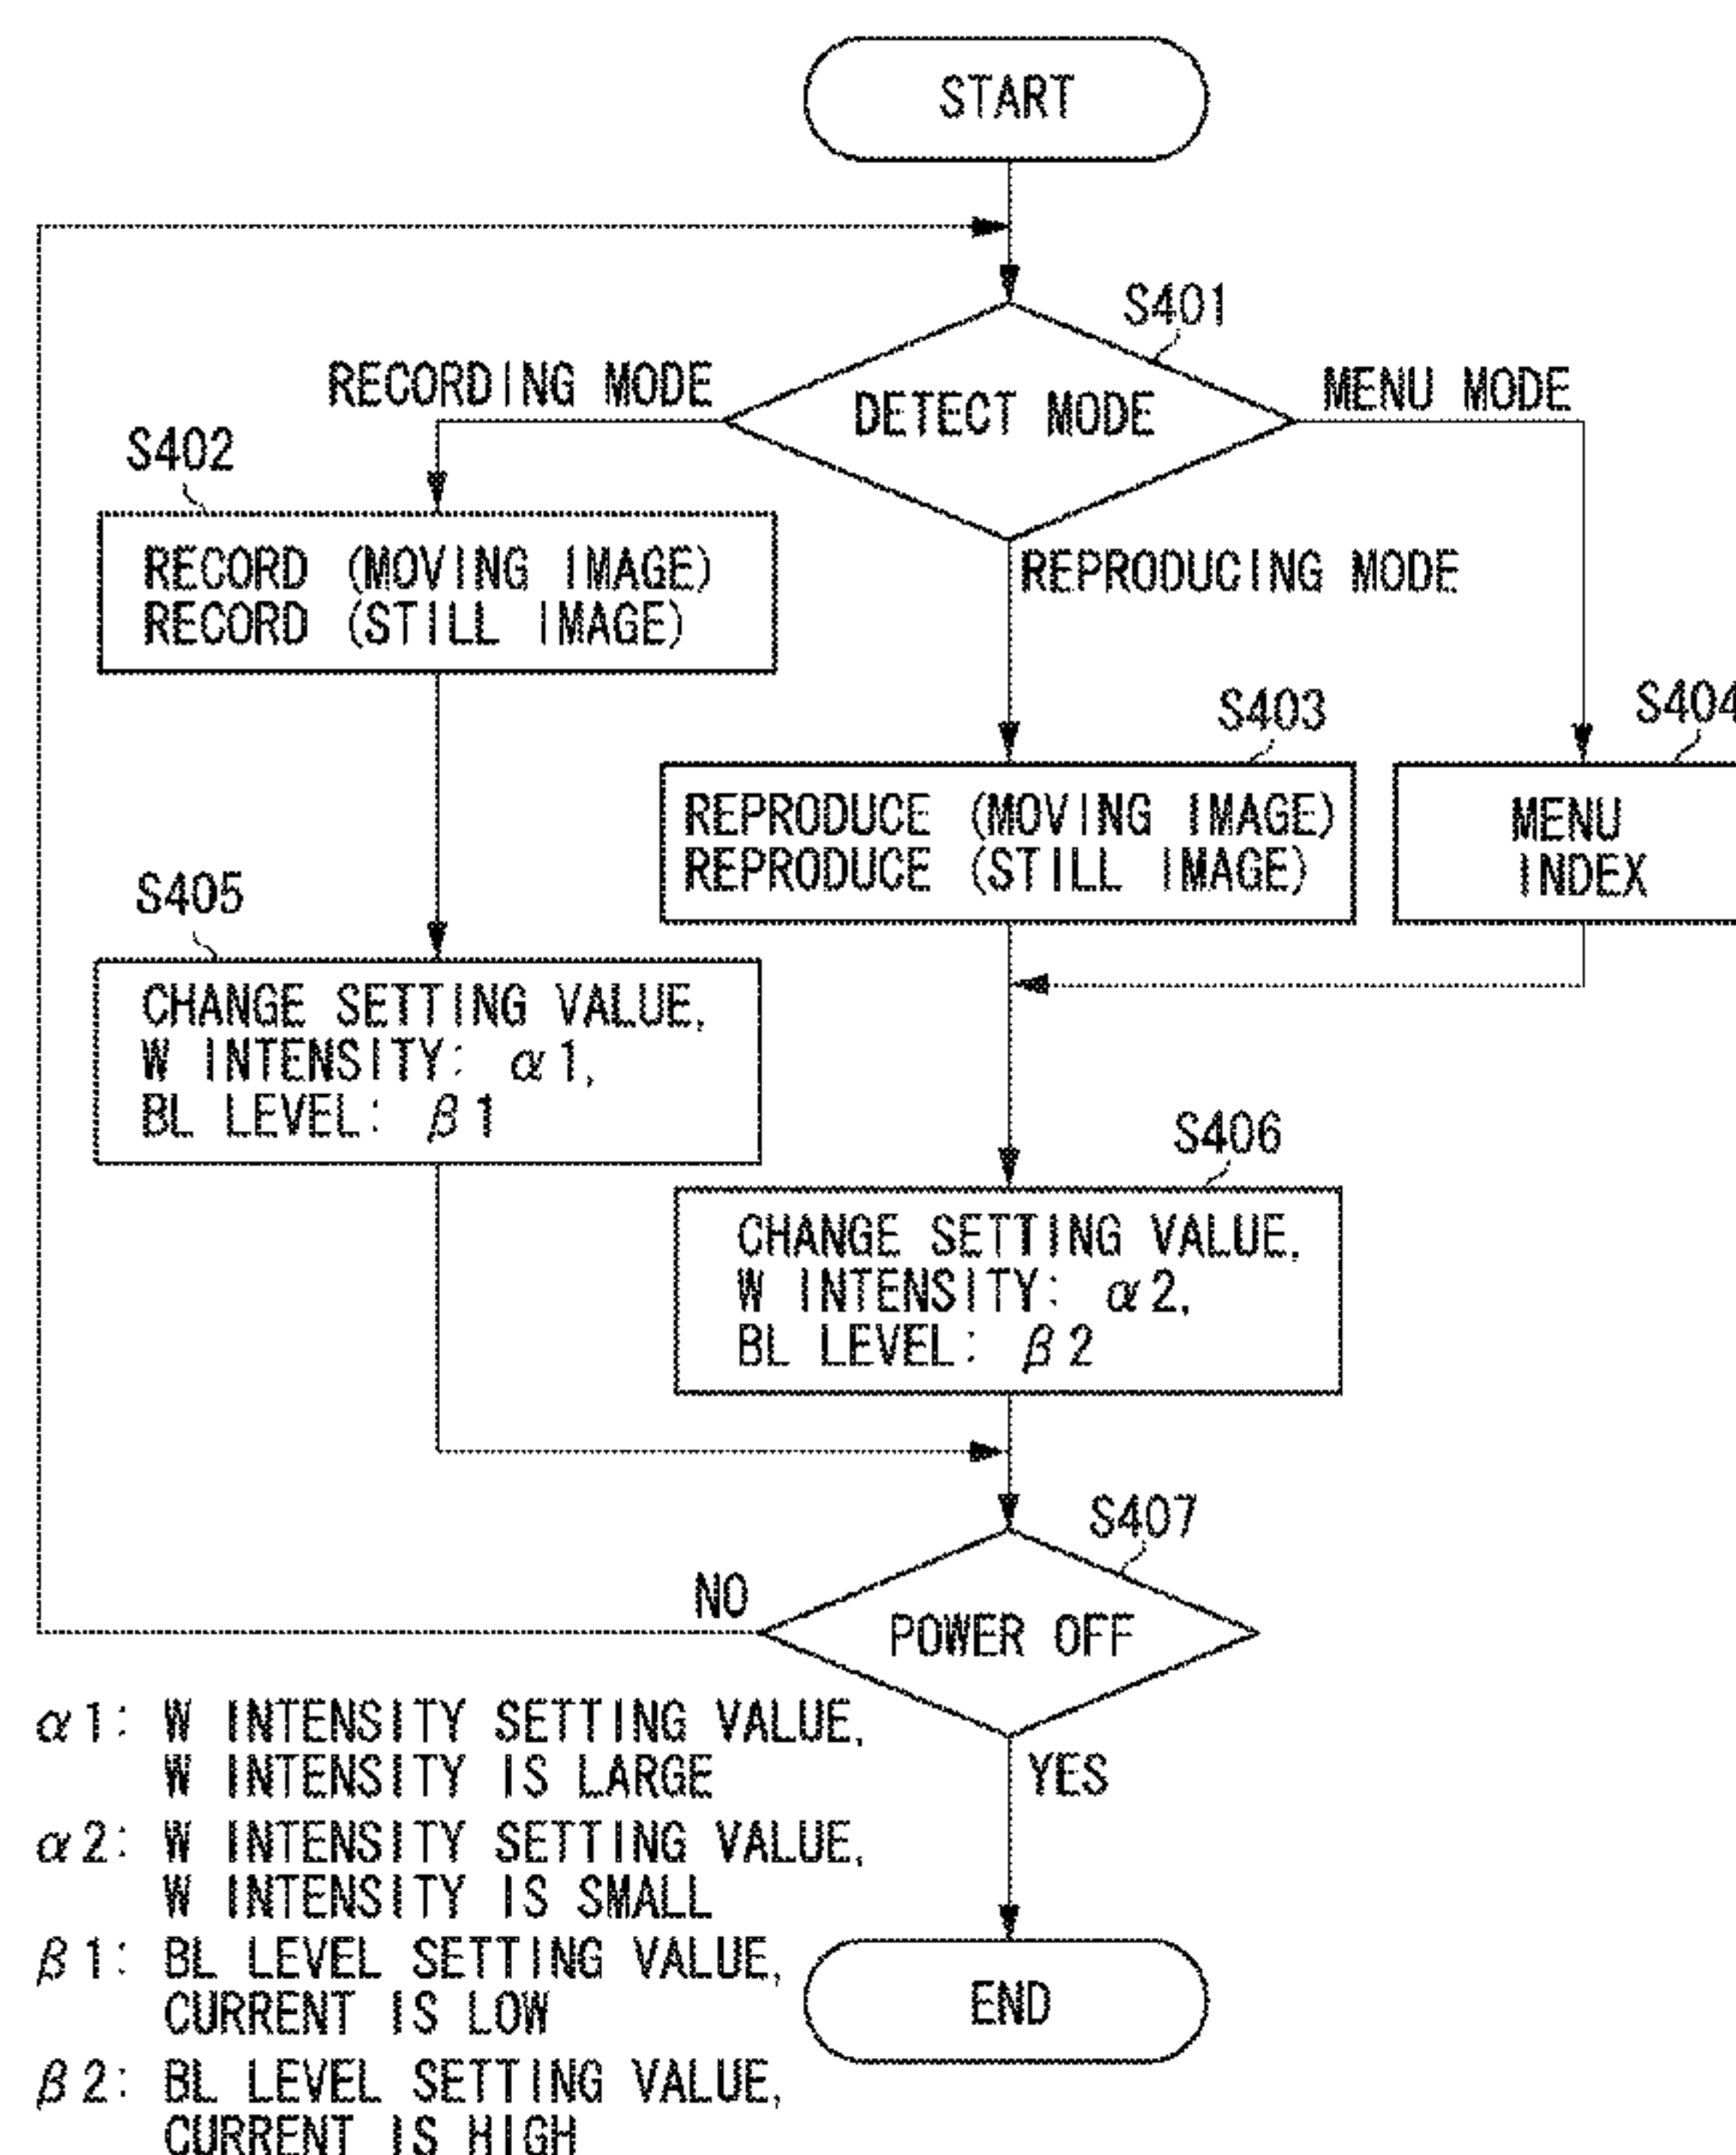 START
S401
RECORDING MODE
DETECT MODE
MENU MODE
S402
RECORD (MOVING IMAGE)
RECORD (STILL IMAGE)
REPRODUCING MODE
S403
S404
REPRODUCE (MOVING IMAGE)
REPRODUCE (STILL IMAGE)
MENU
INDEX
S405
CHANGE SETTING VALUE,
W INTENSITY: α1,
BL LEVEL: β1
S406
CHANGE SETTING VALUE,
W INTENSITY: α2,
BL LEVEL: β2
S407
NO
POWER OFF
YES
α1: W INTENSITY SETTING VALUE,
W INTENSITY IS LARGE
α2: W INTENSITY SETTING VALUE,
W INTENSITY IS SMALL
β1: BL LEVEL SETTING VALUE,
CURRENT IS LOW
β2: BL LEVEL SETTING VALUE,
CURRENT IS HIGH
END